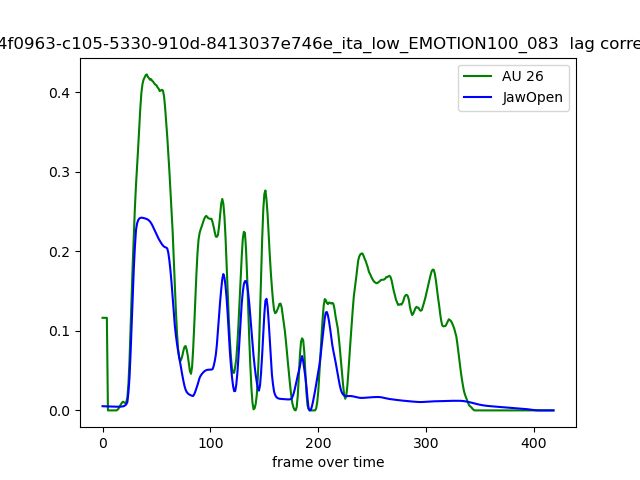 4f0963-c105-5330-910d-8413037e746e_ita_low_EMOTION100_083 lag corre
AU 26
JawOpen
0.4
0.3
0.2
0.1
0.0
0 100 200 300 400
frame over time